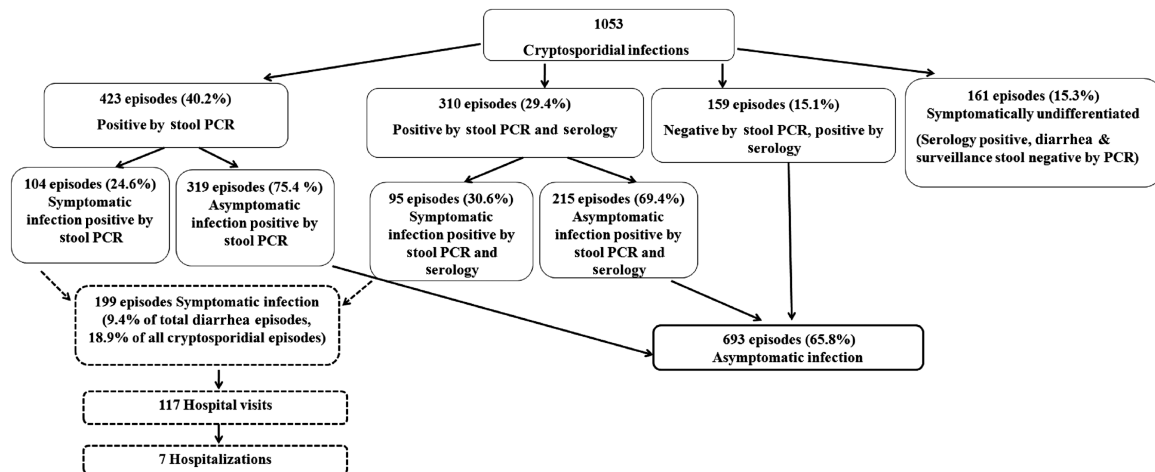 1053
Cryptosporidial infections
423 episodes (40.2%)
Positive by stool PCR
310 episodes (29.4%)
Positive by stool PCR and serology
159 episodes (15.1%)
Negative by stool PCR, positive by
serology
161 episodes (15.3%)
Symptomatically undifferentiated
(Serology positive, diarrhea &
surveillance stool negative by PCR)
104 episodes (24.6%)
Symptomatic
infection positive by
stool PCR
319 episodes (75.4 %)
Asymptomatic
infection positive by
stool PCR
95 episodes (30.6%)
Symptomatic
infection positive by
stool PCR and
serology
215 episodes (69.4%)
Asymptomatic
infection positive by
stool PCR and
serology
199 episodes Symptomatic infection
(9.4% of total diarrhea episodes,
18.9% of all cryptosporidial episodes)
693 episodes (65.8%)
Asymptomatic infection
117 Hospital visits
7 Hospitalizations